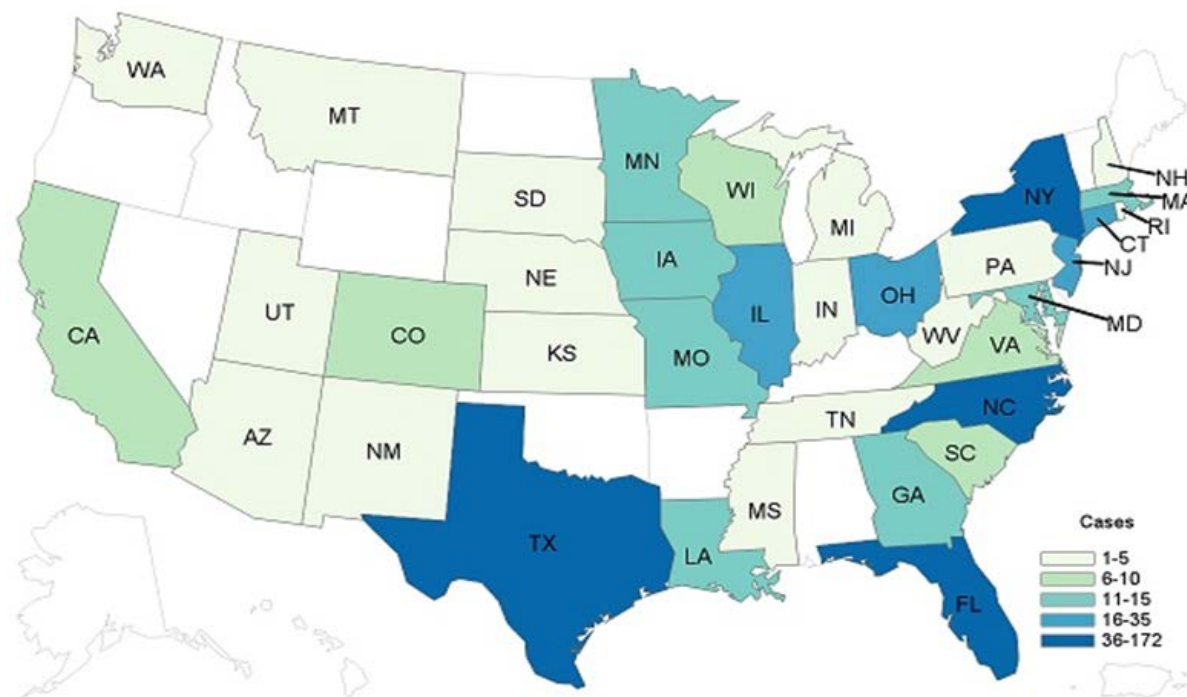 WA
MT
MN
SD
WI
NY
NH
MA
MI
RI
CT
IA
NE
PA
NJ
UT
IL
IN
OH
CA
CO
WV
MD
KS
MO
VA
NC
TN
AZ
NM
SC
MS
GA
TX
LA
FL
Cases
1-5
6-10
11-15
16-35
36-172